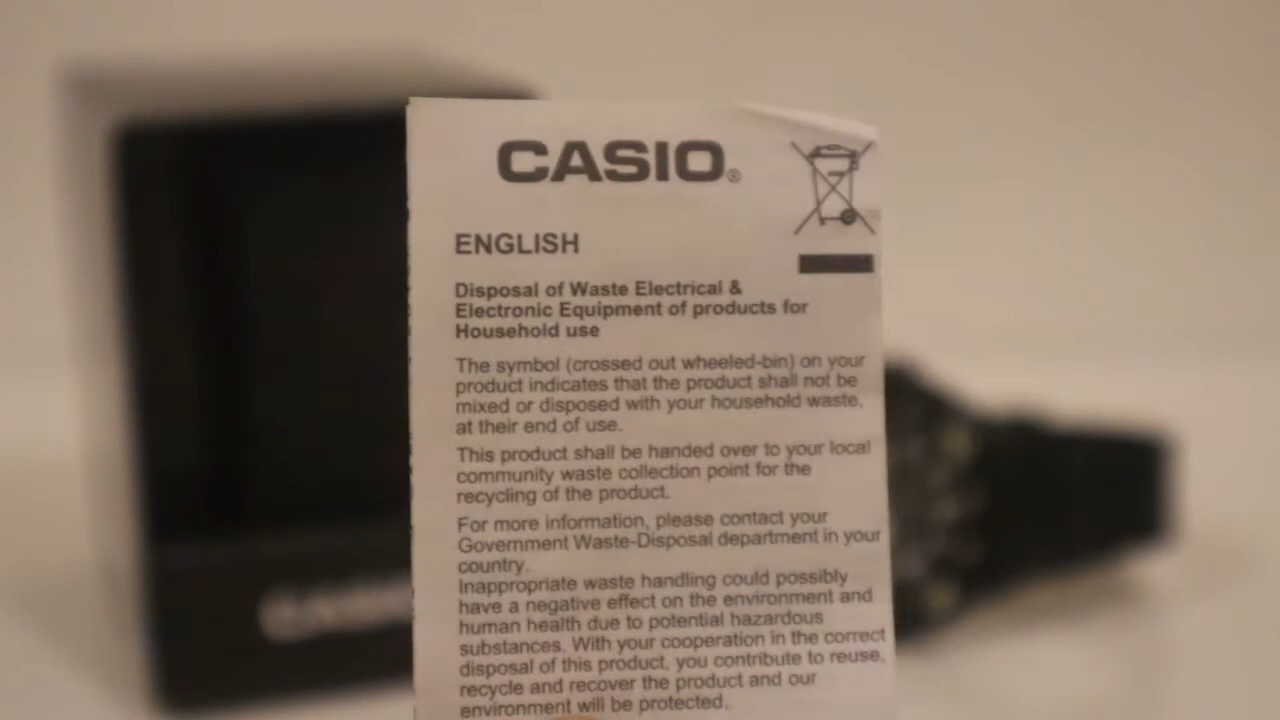 CASIO®
ENGLISH
Disposal of Waste Electrical &
Electronic Equipment of products for
Household use
The symbol (crossed out wheeled-bin) on your
product indicates that the product shall not be
mixed or disposed with your household waste,
at their end of use.
This product shall be handed over to your local
community waste collection point for the
recycling of the product.
For more information, please contact your
Government Waste-Disposal department in your
country.
Inappropriate waste handling could possibly
have a negative effect on the environment and
human health due to potential hazardous
substances. With your cooperation in the correct
disposal of this product, you contribute to reuse,
recycle and recover the product and our
environment will be protected.
CASIO